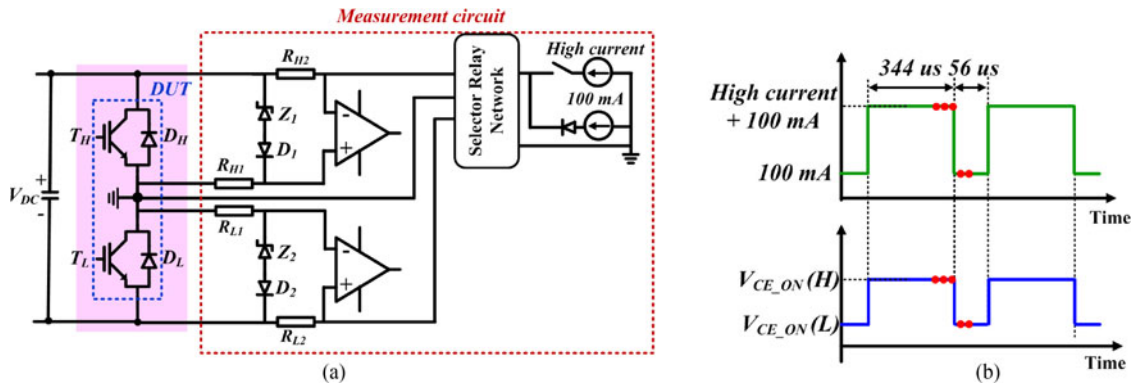 Measurement circuit
R_H2
High current
100 mA
DUT
Z_1
D_1
-
+
Selector Relay
Network
T_H
D_H
R_H1
+
V_DC
-
R_L1
T_L
D_L
Z_2
D_2
-
+
R_L2
(a)
344 us 56 us
High current
+ 100 mA
100 mA
Time
V_CE_ON(H)
V_CE_ON(L)
Time
(b)